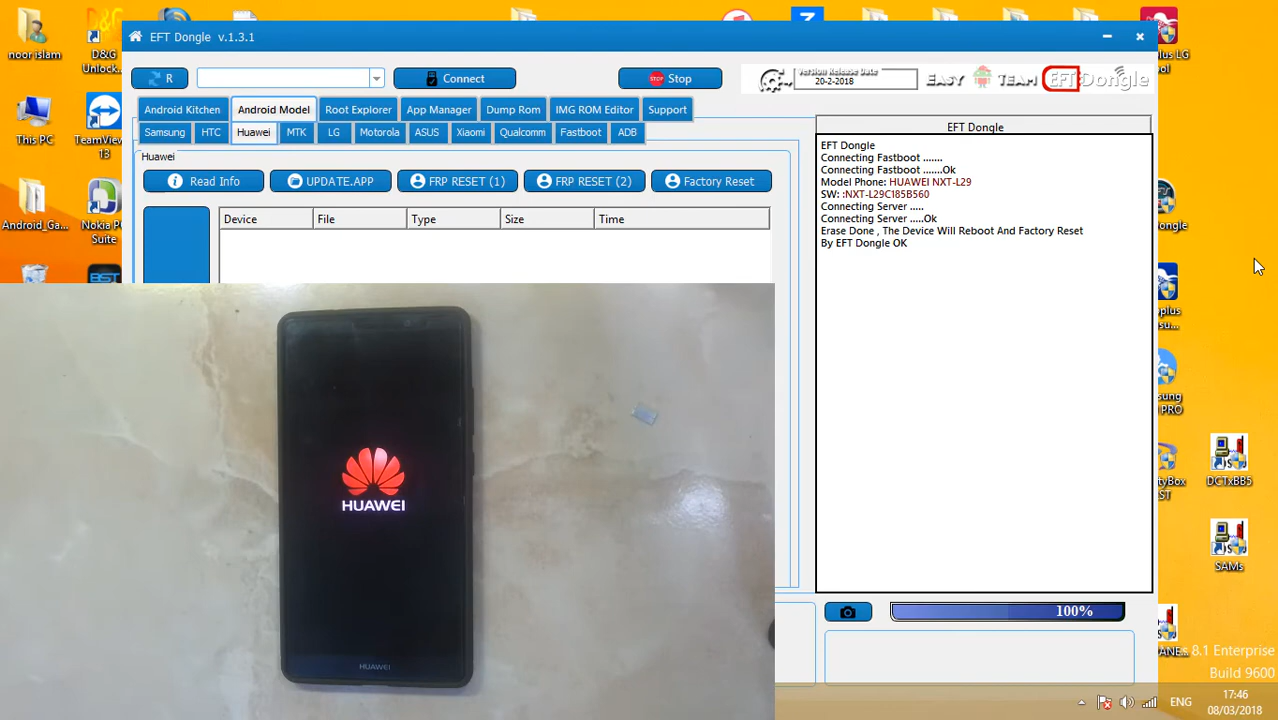 noor islam
D&G
Unlock...
This PC
TeamView...
13
Android_Ga...
Nokia PC
Suite
EFT Dongle v.1.3.1
R
Connect
STOP
Stop
Version Release Date
20-2-2018
EASY TEAM EFT Dongle
Android Kitchen
Android Model
Root Explorer
App Manager
Dump Rom
IMG ROM Editor
Support
Samsung
HTC
Huawei
MTK
LG
Motorola
ASUS
Xiaomi
Qualcomm
Fastboot
ADB
Huawei
Read Info
UPDATE.APP
FRP RESET (1)
FRP RESET (2)
Factory Reset
Device
File
Type
Size
Time
HUAWEI
HUAWEI
EFT Dongle
EFT Dongle
Connecting Fastboot .......
Connecting Fastboot .......Ok
Model Phone: HUAWEI NXT-L29
SW: :NXT-L29C185B560
Connecting Server .....
Connecting Server .....Ok
Erase Done , The Device Will Reboot And Factory Reset
By EFT Dongle OK
100%
DCTxBB5
SAMs
8.1 Enterprise
Build 9600
ENG
17:46
08/03/2018